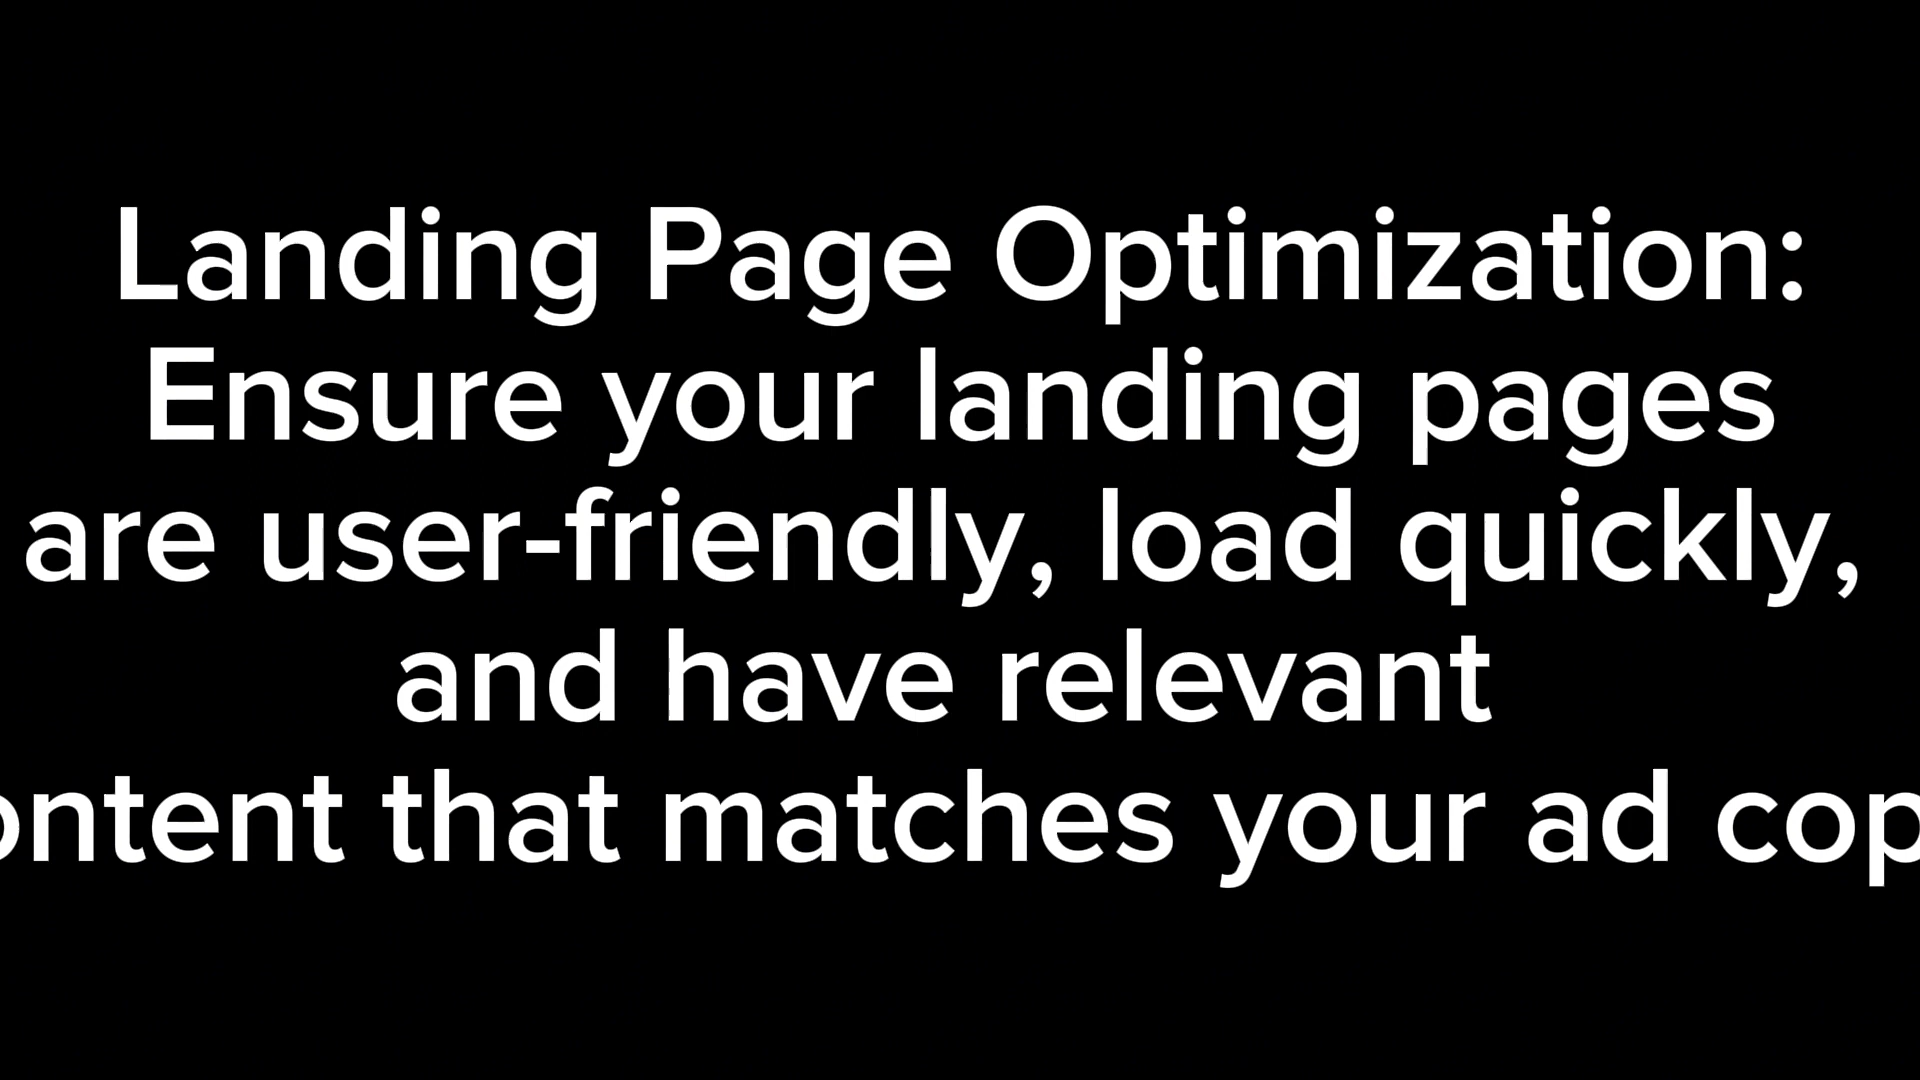 Landing Page Optimization:
Ensure your landing pages
are user-friendly, load quickly,
and have relevant
ontent that matches your ad cop